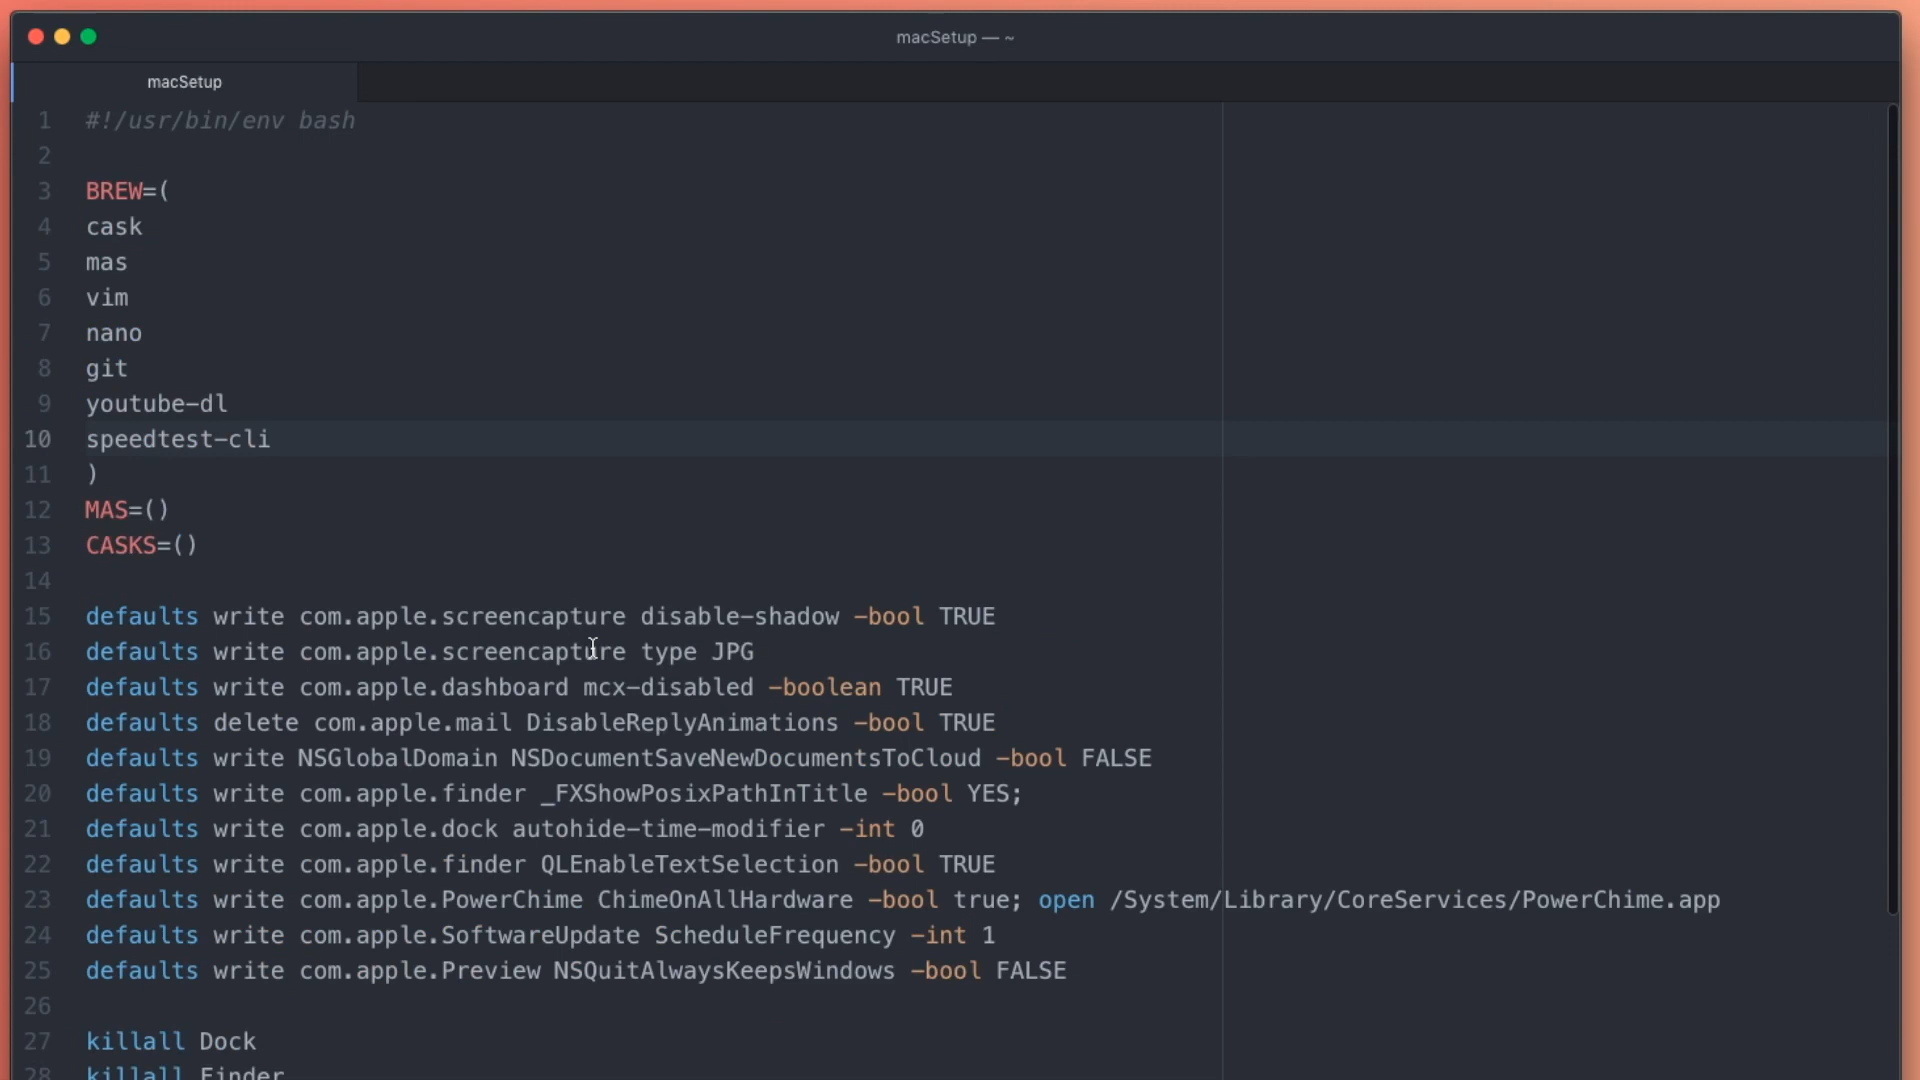 macSetup — ~
macSetup
1 #!/usr/bin/env bash
2
3 BREW=(
4 cask
5 mas
6 vim
7 nano
8 git
9 youtube-dl
10 speedtest-cli
11 )
12 MAS=()
13 CASKS=()
14
15 defaults write com.apple.screencapture disable-shadow -bool TRUE
16 defaults write com.apple.screencapture type JPG
17 defaults write com.apple.dashboard mcx-disabled -boolean TRUE
18 defaults delete com.apple.mail DisableReplyAnimations -bool TRUE
19 defaults write NSGlobalDomain NSDocumentSaveNewDocumentsToCloud -bool FALSE
20 defaults write com.apple.finder _FXShowPosixPathInTitle -bool YES;
21 defaults write com.apple.dock autohide-time-modifier -int 0
22 defaults write com.apple.finder QLEnableTextSelection -bool TRUE
23 defaults write com.apple.PowerChime ChimeOnAllHardware -bool true; open /System/Library/CoreServices/PowerChime.app
24 defaults write com.apple.SoftwareUpdate ScheduleFrequency -int 1
25 defaults write com.apple.Preview NSQuitAlwaysKeepsWindows -bool FALSE
26
27 killall Dock
28 killall Finder